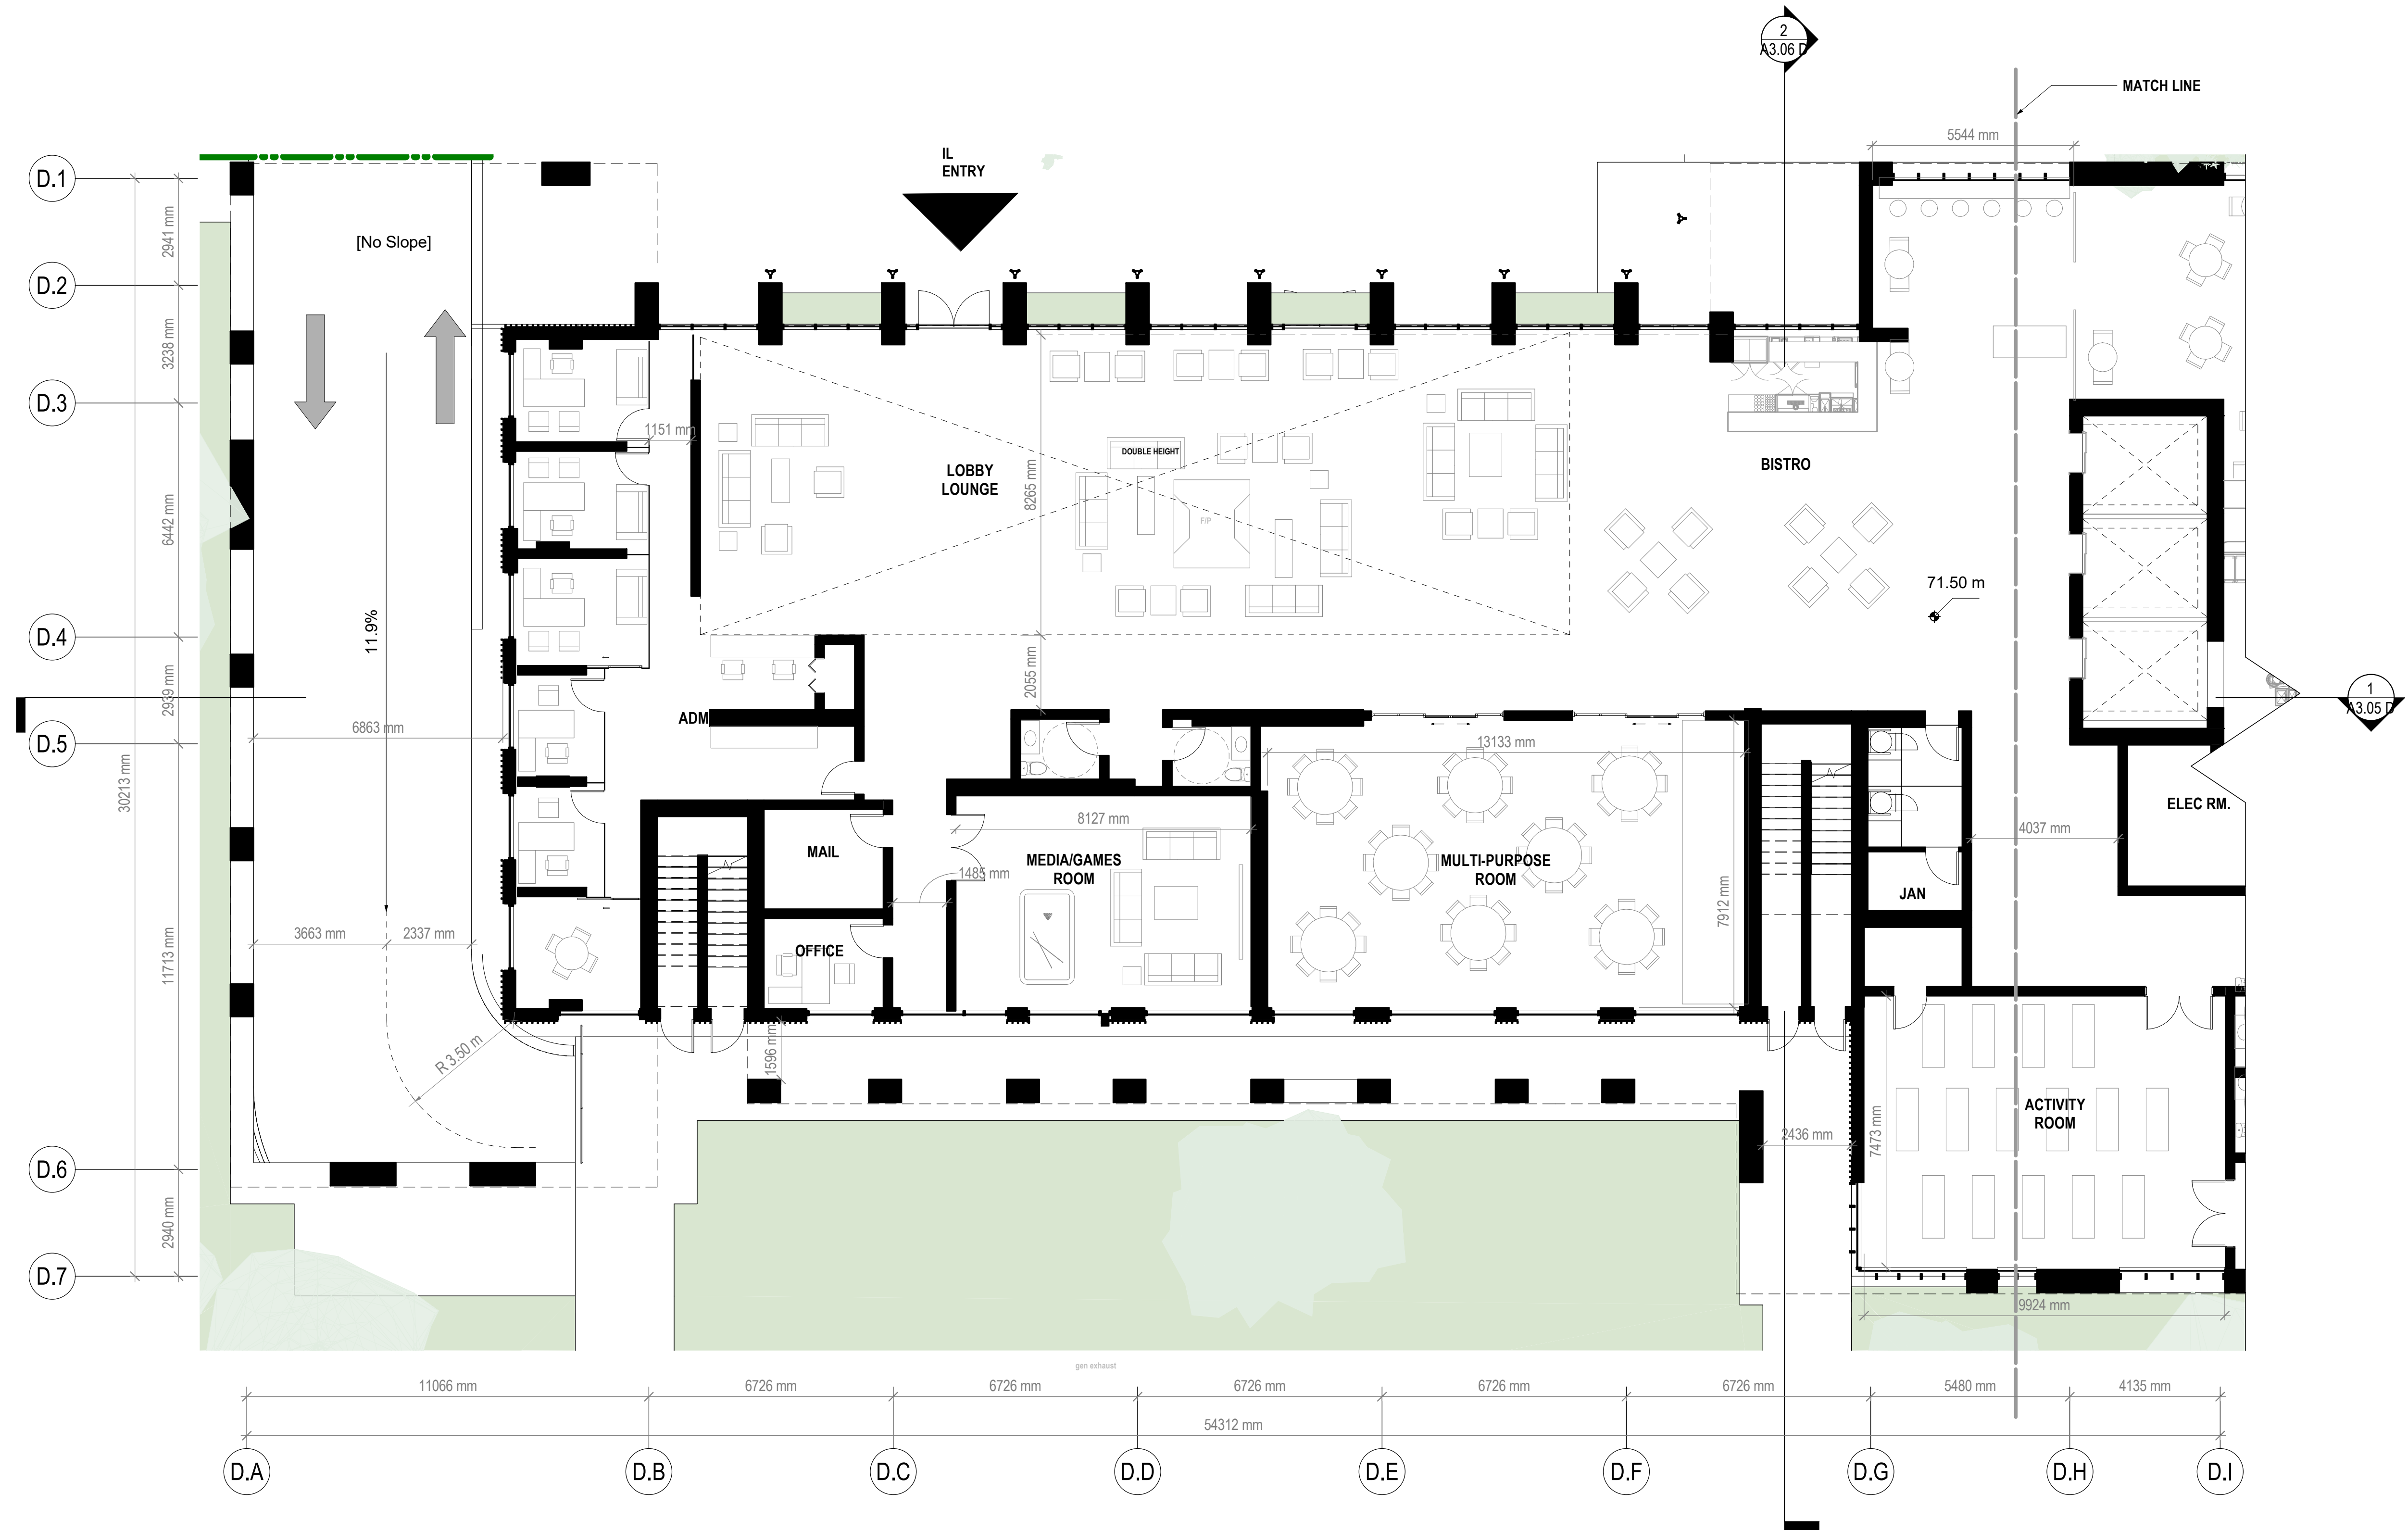 2
A3.06 D
MATCH LINE
5544 mm
IL
ENTRY
D.1
[No Slope]
2941 mm
D.2
3238 mm
D.3
1151 mm
DOUBLE HEIGHT
LOBBY
LOUNGE
BISTRO
8265 mm
F/P
6442 mm
71.50 m
11.9%
D.4
2055 mm
2939 mm
1
A3.05 D
ADM
6863 mm
D.5
13133 mm
30213 mm
ELEC RM.
8127 mm
4037 mm
MAIL
MEDIA/GAMES
ROOM
MULTI-PURPOSE
ROOM
1485 mm
JAN
7912 mm
3663 mm
2337 mm
OFFICE
11713 mm
R 3.50 m
1596 mm
ACTIVITY
ROOM
2436 mm
7473 mm
D.6
2940 mm
D.7
9924 mm
gen exhaust
11066 mm
6726 mm
6726 mm
6726 mm
6726 mm
6726 mm
5480 mm
4135 mm
54312 mm
D.A
D.B
D.C
D.D
D.E
D.F
D.G
D.H
D.I